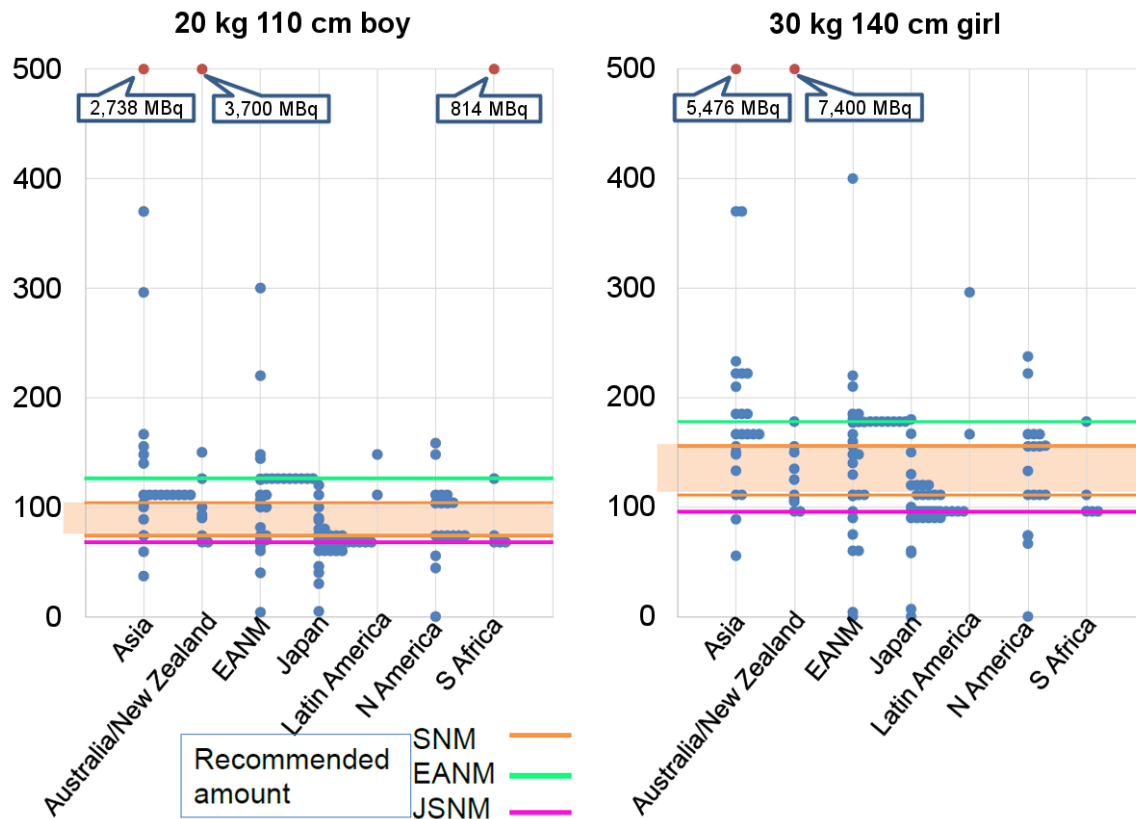 20 kg 110 cm boy
500
400
300
200
100
0
2,738 MBq
3,700 MBq
814 MBq
Asia
Australia/New Zealand
EANM
Japan
Latin America
N America
S Africa
30 kg 140 cm girl
500
400
300
200
100
0
5,476 MBq
7,400 MBq
Asia
Australia/New Zealand
EANM
Japan
Latin America
N America
S Africa
Recommended
amount
SNM
EANM
JSNM